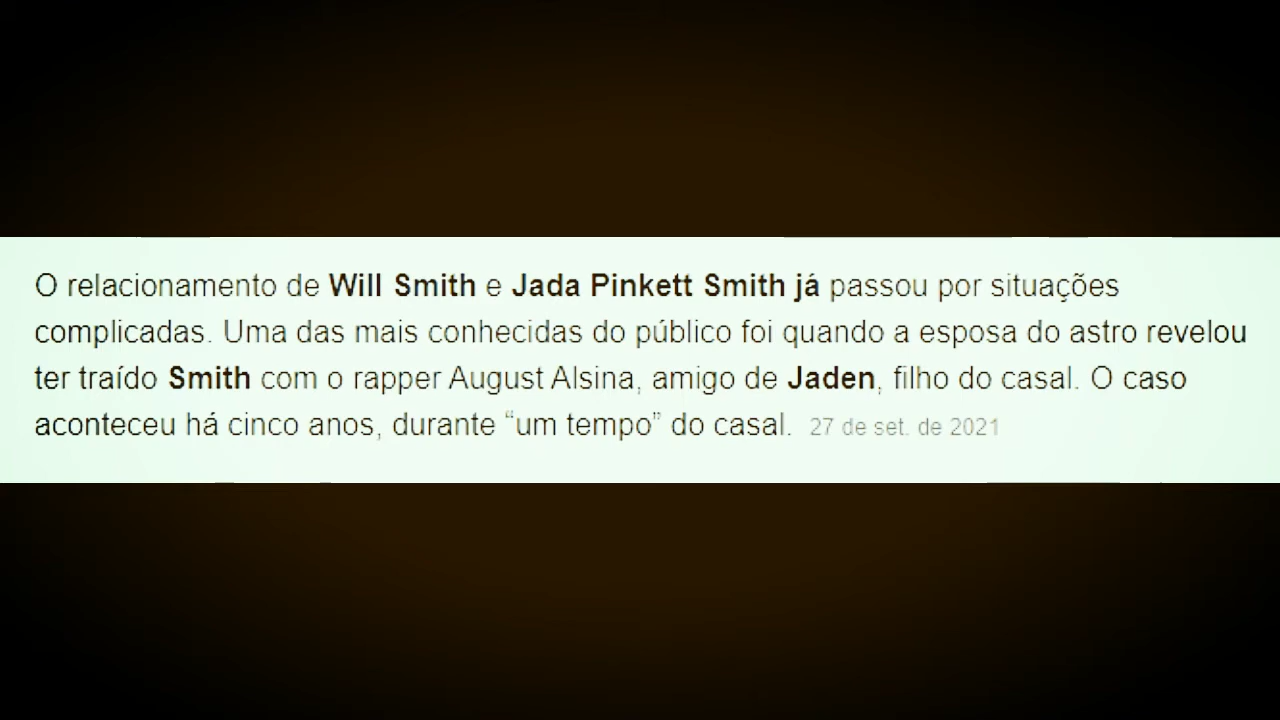 O relacionamento de Will Smith e Jada Pinkett Smith já passou por situações
complicadas. Uma das mais conhecidas do público foi quando a esposa do astro revelou
ter traído Smith com o rapper August Alsina, amigo de Jaden, filho do casal. O caso
aconteceu há cinco anos, durante “um tempo” do casal. 27 de set. de 2021